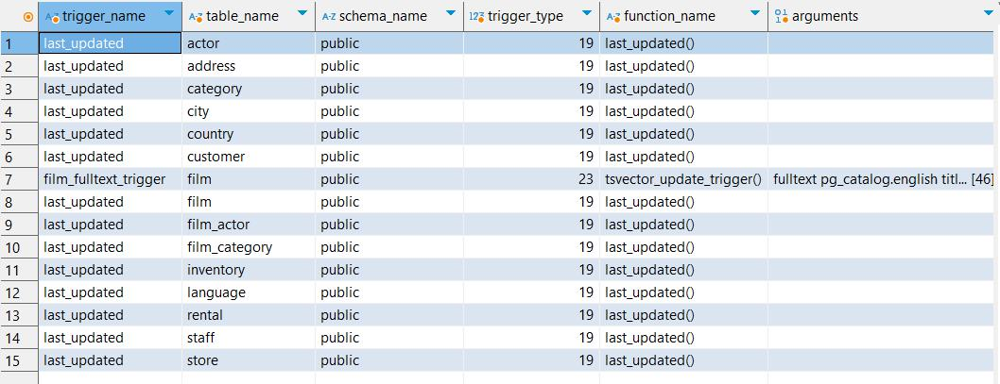 A-Z trigger_name A-Z table_name A-Z schema_name 123 trigger_type A-Z function_name 01 10 arguments
1 last_updated actor public 19 last_updated()
2 last_updated address public 19 last_updated()
3 last_updated category public 19 last_updated()
4 last_updated city public 19 last_updated()
5 last_updated country public 19 last_updated()
6 last_updated customer public 19 last_updated()
7 film_fulltext_trigger film public 23 tsvector_update_trigger() fulltext pg_catalog.english titl... [46]
8 last_updated film public 19 last_updated()
9 last_updated film_actor public 19 last_updated()
10 last_updated film_category public 19 last_updated()
11 last_updated inventory public 19 last_updated()
12 last_updated language public 19 last_updated()
13 last_updated rental public 19 last_updated()
14 last_updated staff public 19 last_updated()
15 last_updated store public 19 last_updated()